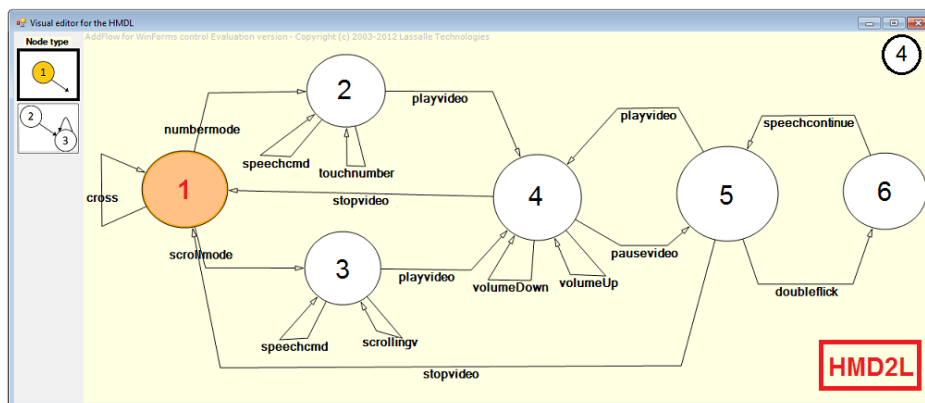 Visual editor for the HMDL
Node type
AddFlow for WinForms control Evaluation version - Copyright (c) 2003-2012 Lassalle Technologies
4
1
2
3
2
playvideo
numbermode
speechcmd
touchnumber
playvideo
speechcontinue
cross
1
stopvideo
4
5
6
scrollmode
3
playvideo
pausevideo
volumeDown
volumeUp
doubleflick
speechcmd
scrollingv
stopvideo
HMD2L